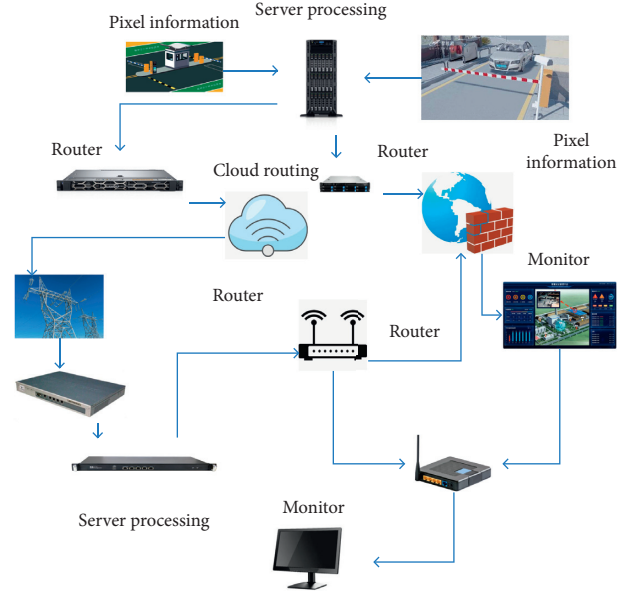 Server processing
Pixel information
Router
Cloud routing
Router
Pixel
information
Monitor
Router
Router
Server processing
Monitor